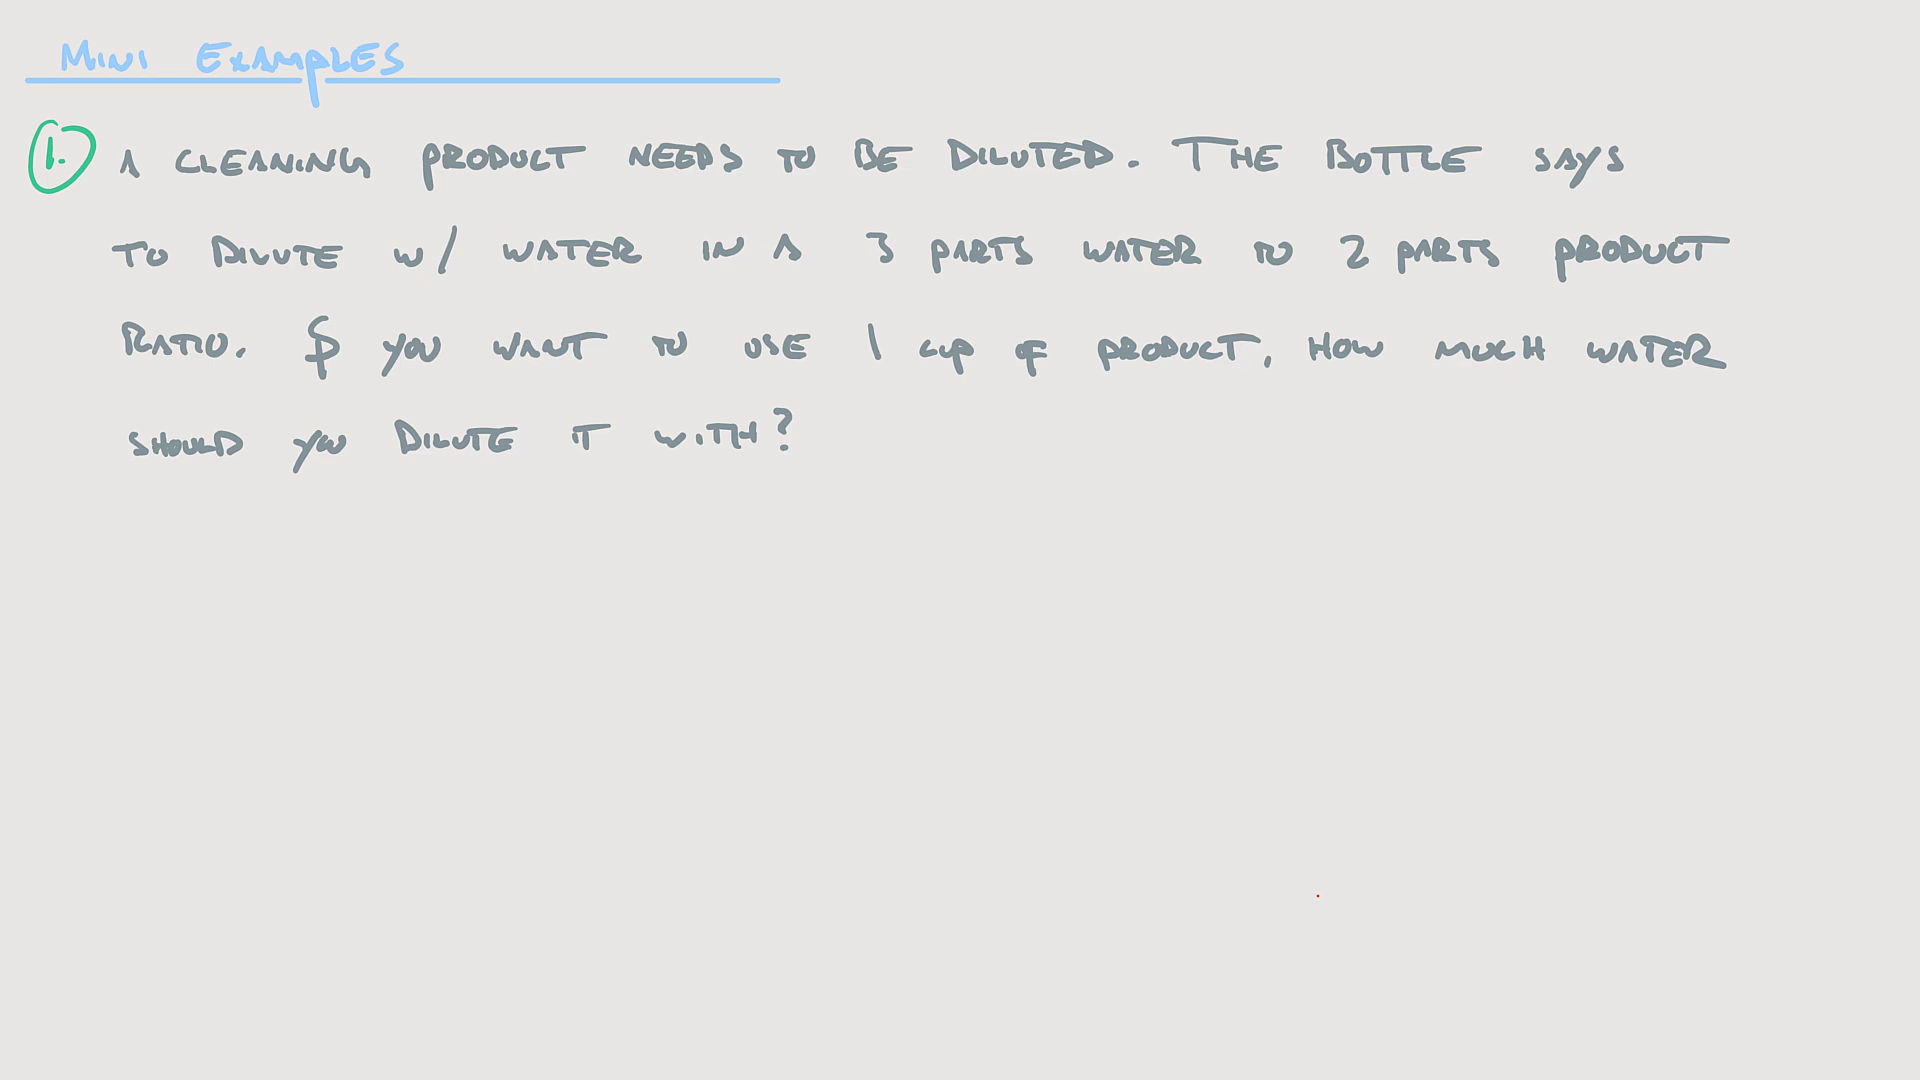 MINI EXAMPLES
1. A CLEANING PRODUCT NEEDS TO BE DILUTED. THE BOTTLE SAYS
TO DILUTE w/ WATER IN A 3 PARTS WATER TO 2 PARTS PRODUCT
RATIO. IF YOU WANT TO USE 1 CUP OF PRODUCT, HOW MUCH WATER
SHOULD YOU DILUTE IT WITH?